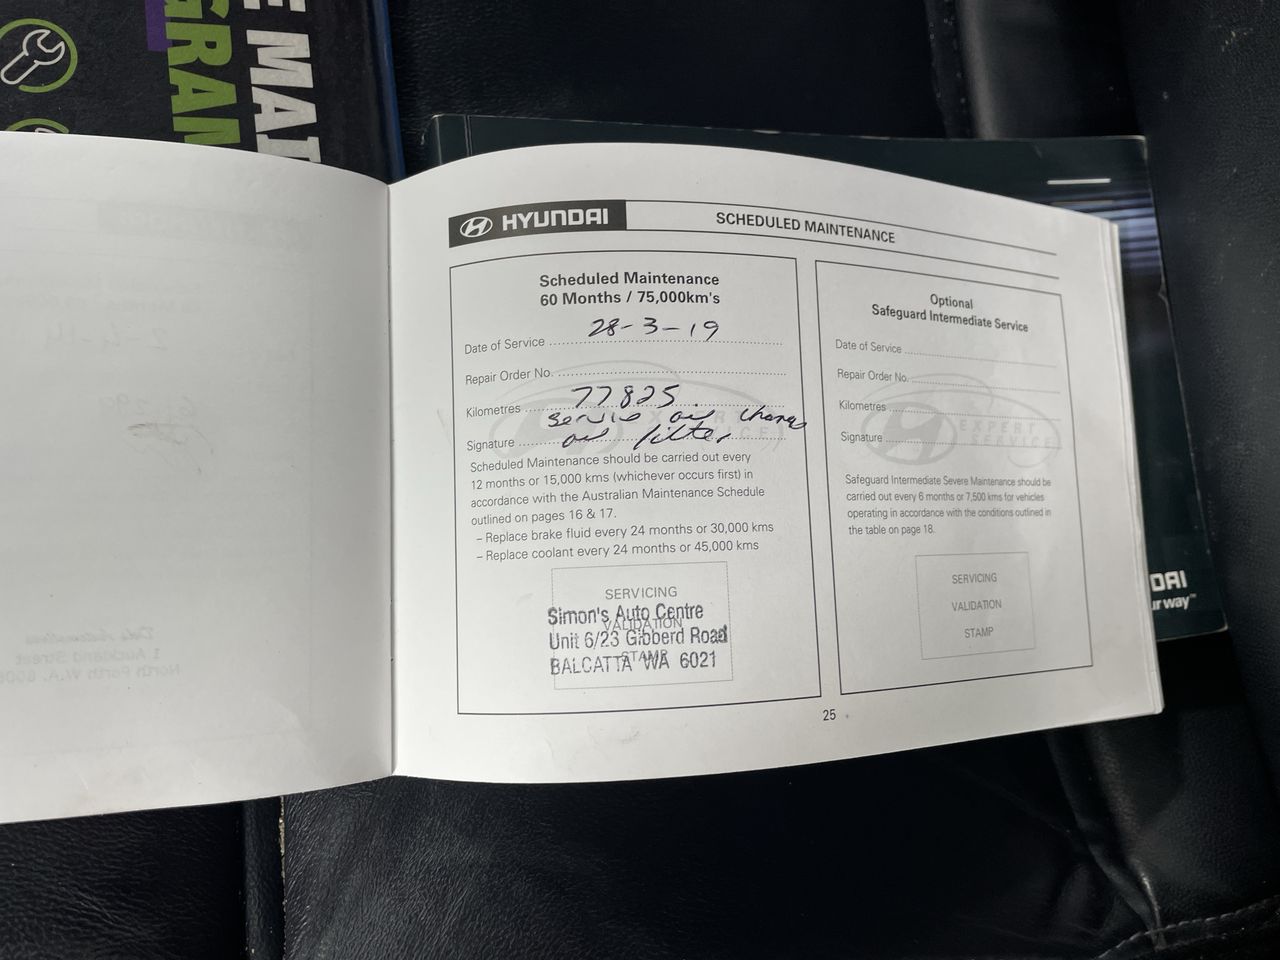 E MAI
GRAM
HYUNDAI
SCHEDULED MAINTENANCE
Scheduled Maintenance
60 Months / 75,000km's
Date of Service 28-3-19
Repair Order No.
Kilometres 77825
service oil change
Signature oil filter
Scheduled Maintenance should be carried out every
12 months or 15,000 kms (whichever occurs first) in
accordance with the Australian Maintenance Schedule
outlined on pages 16 & 17.
– Replace brake fluid every 24 months or 30,000 kms
– Replace coolant every 24 months or 45,000 kms
SERVICING
VALIDATION
STAMP
Simon's Auto Centre
Unit 6/23 Gibberd Road
BALCATTA WA 6021
Optional
Safeguard Intermediate Service
Date of Service
Repair Order No.
Kilometres
Signature
EXPERT
SERVICE
Safeguard Intermediate Severe Maintenance should be
carried out every 6 months or 7,500 kms for vehicles
operating in accordance with the conditions outlined in
the table on page 18.
SERVICING
VALIDATION
STAMP
25
DAI
ur way™